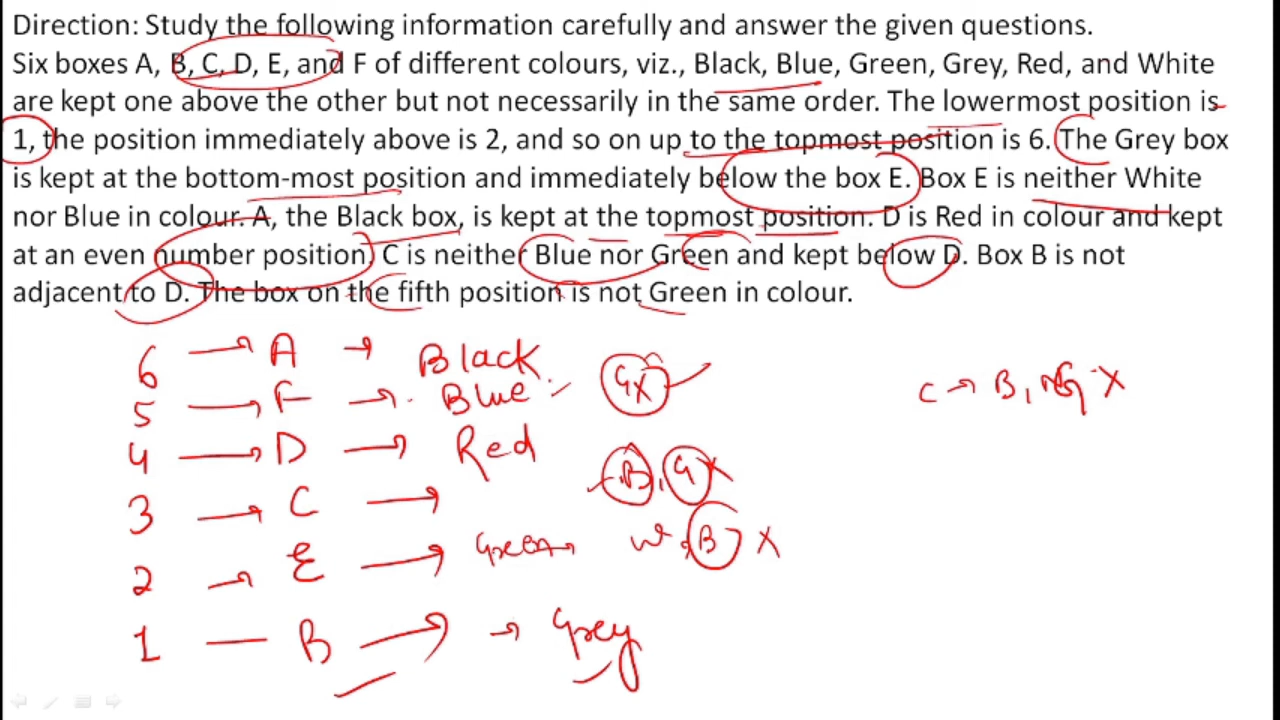 Direction: Study the following information carefully and answer the given questions.
Six boxes A, B, C, D, E, and F of different colours, viz., Black, Blue, Green, Grey, Red, and White
are kept one above the other but not necessarily in the same order. The lowermost position is
1, the position immediately above is 2, and so on up to the topmost position is 6. The Grey box
is kept at the bottom-most position and immediately below the box E. Box E is neither White
nor Blue in colour. A, the Black box, is kept at the topmost position. D is Red in colour and kept
at an even number position. C is neither Blue nor Green and kept below D. Box B is not
adjacent to D. The box on the fifth position is not Green in colour.
6 → A → Black
5 → F → Blue G X
C → B, G X
4 → D → Red
3 → C → B, G X
2 → E → Green W, B X
1 — B → → Grey